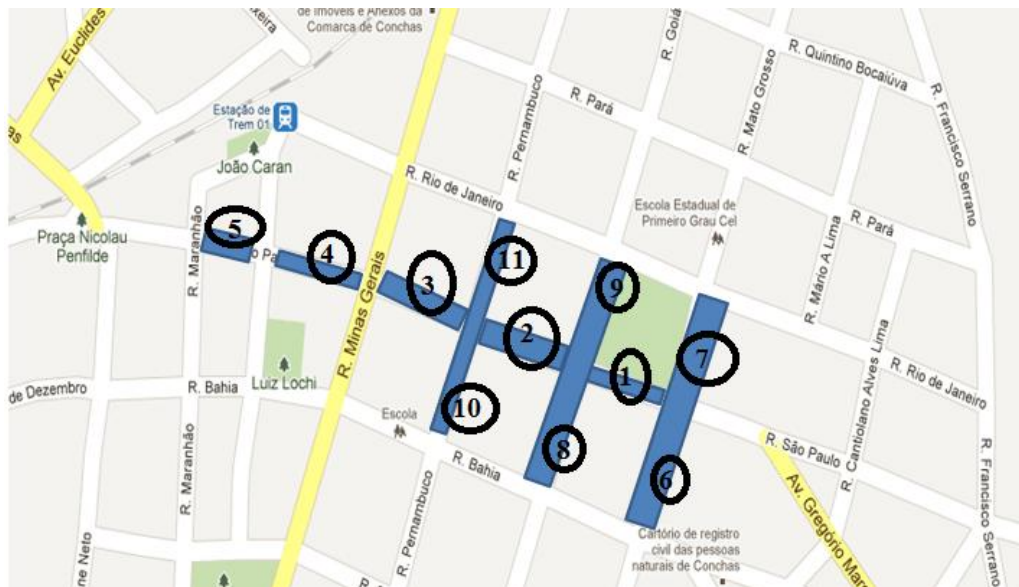 de Imóveis e Anexos da
Comarca de Conchas
Av. Euclides
R. Goiá
R. Quintino Bocaiúva
R. Mato Grosso
R. Pernambuco
R. Pará
R. Francisco Serrano
Estação de
Trem 01
João Caran
R. Rio de Janeiro
Escola Estadual de
Primeiro Grau Cel
R. Pará
R. Mário A Lima
Praça Nicolau
Penfilde
R. Maranhão
5
4
3
11
9
2
7
1
R. Minas Gerais
10
8
6
de Dezembro
R. Bahia
Luiz Lochi
Escola
R. Bahia
R. Rio de Janeiro
R. Cantiolano Alves Lima
R. São Paulo
R. Maranhão
R. Pernambuco
Av. Gregório Mar
R. Francisco Serrano
Cartório de registro
civil das pessoas
naturais de Conchas
ne Neto